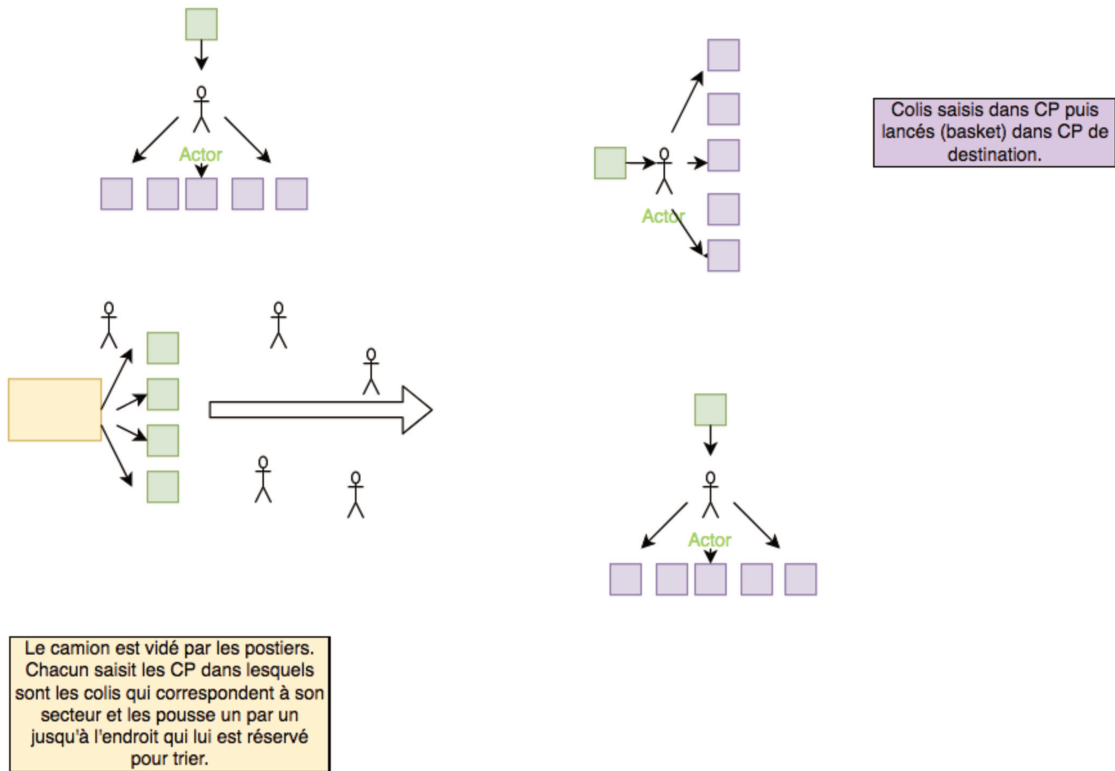 Actor
Actor
Colis saisis dans CP puis
lancés (basket) dans CP de
destination.
Actor
Le camion est vidé par les postiers.
Chacun saisit les CP dans lesquels
sont les colis qui correspondent à son
secteur et les pousse un par un
jusqu'à l'endroit qui lui est réservé
pour trier.